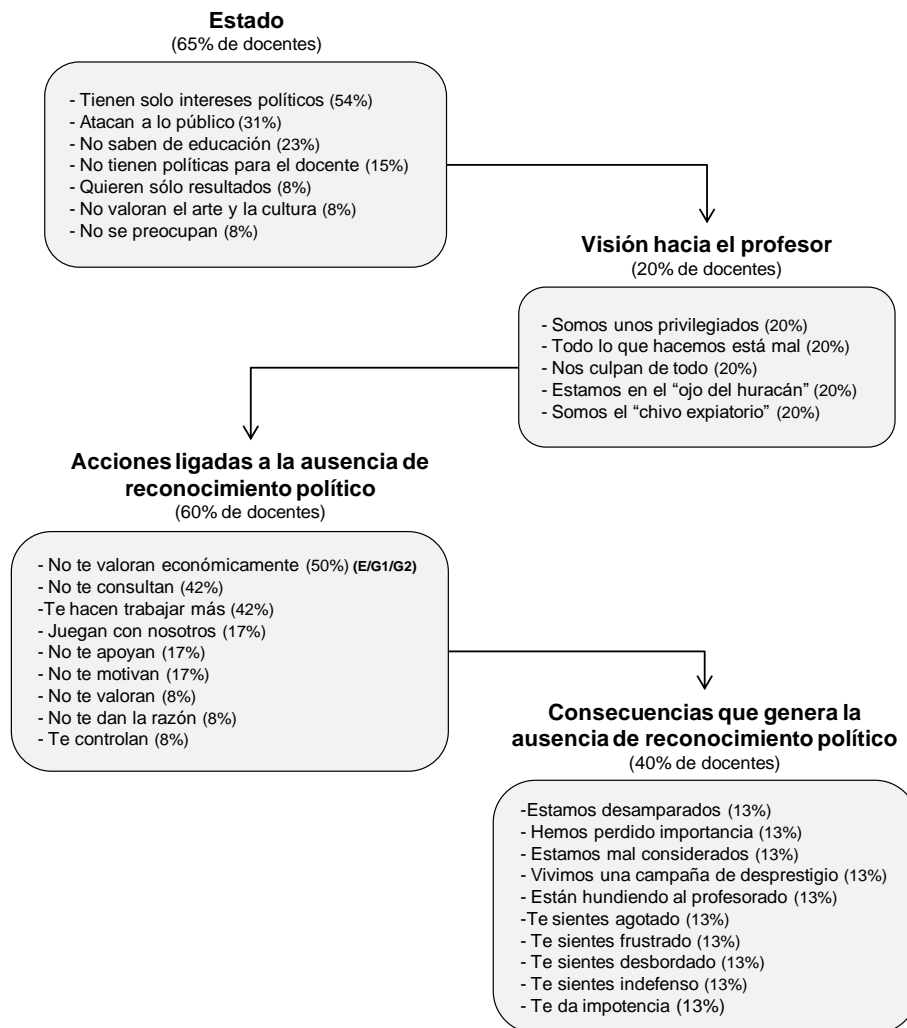 Estado
(65% de docentes)
- Tienen solo intereses políticos (54%)
- Atacan a lo público (31%)
- No saben de educación (23%)
- No tienen políticas para el docente (15%)
- Quieren sólo resultados (8%)
- No valoran el arte y la cultura (8%)
- No se preocupan (8%)
Visión hacia el profesor
(20% de docentes)
- Somos unos privilegiados (20%)
- Todo lo que hacemos está mal (20%)
- Nos culpan de todo (20%)
- Estamos en el “ojo del huracán” (20%)
- Somos el “chivo expiatorio” (20%)
Acciones ligadas a la ausencia de
reconocimiento político
(60% de docentes)
- No te valoran económicamente (50%) (E/G1/G2)
- No te consultan (42%)
-Te hacen trabajar más (42%)
- Juegan con nosotros (17%)
- No te apoyan (17%)
- No te motivan (17%)
- No te valoran (8%)
- No te dan la razón (8%)
- Te controlan (8%)
Consecuencias que genera la
ausencia de reconocimiento político
(40% de docentes)
-Estamos desamparados (13%)
- Hemos perdido importancia (13%)
- Estamos mal considerados (13%)
- Vivimos una campaña de desprestigio (13%)
- Están hundiendo al profesorado (13%)
-Te sientes agotado (13%)
- Te sientes frustrado (13%)
- Te sientes desbordado (13%)
- Te sientes indefenso (13%)
- Te da impotencia (13%)